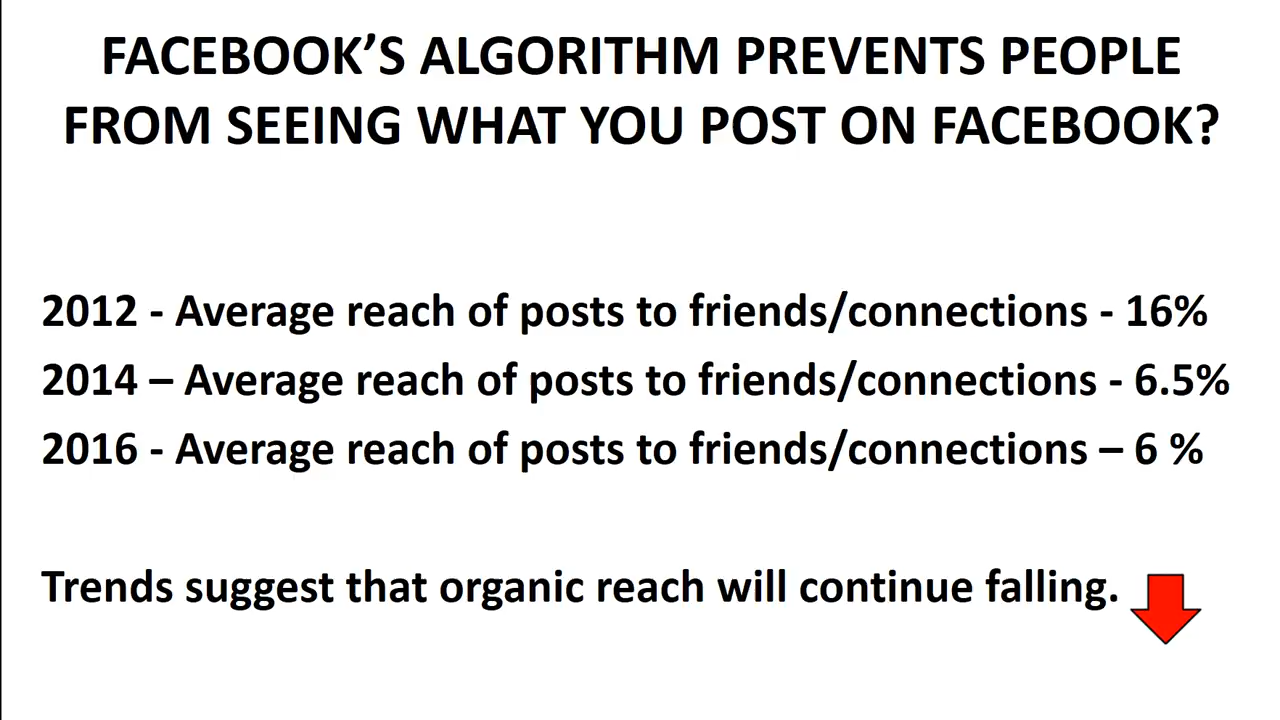 FACEBOOK’S ALGORITHM PREVENTS PEOPLE
FROM SEEING WHAT YOU POST ON FACEBOOK?
2012 - Average reach of posts to friends/connections - 16%
2014 – Average reach of posts to friends/connections - 6.5%
2016 - Average reach of posts to friends/connections – 6 %
Trends suggest that organic reach will continue falling.